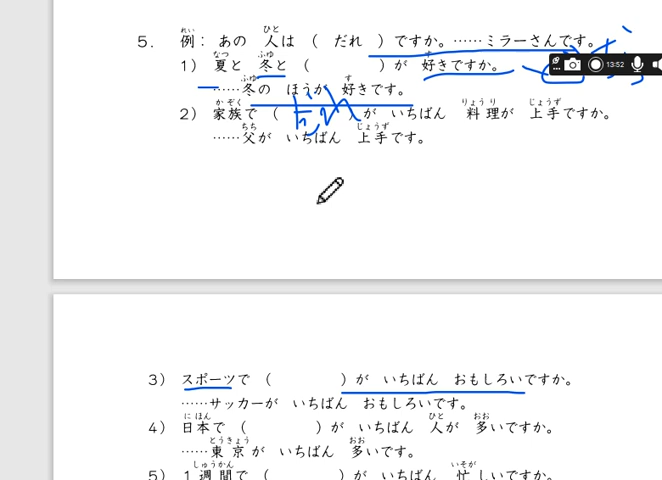 5. 例： あの 人は （ だれ ）ですか。……ミラーさんです。
1） 夏と 冬と （ ）が 好きですか。
……冬の ほうが 好きです。
2） 家族で （ ）が いちばん 料理が 上手ですか。
……父が いちばん 上手です。
3） スポーツで （ ）が いちばん おもしろいですか。
……サッカーが いちばん おもしろいです。
4） 日本で （ ）が いちばん 人が 多いですか。
……東京が いちばん 多いです。
5） 1週間で （ ）が いちばん 忙しいですか。
13:52